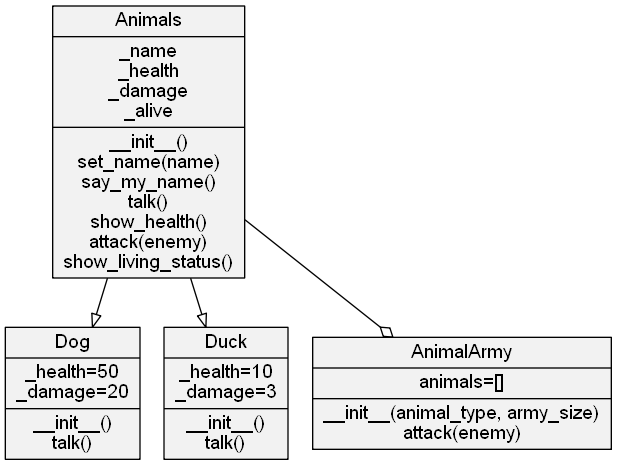 Animals
_name
_health
_damage
_alive
__init__()
set_name(name)
say_my_name()
talk()
show_health()
attack(enemy)
show_living_status()
Dog
_health=50
_damage=20
__init__()
talk()
Duck
_health=10
_damage=3
__init__()
talk()
AnimalArmy
animals=[]
__init__(animal_type, army_size)
attack(enemy)